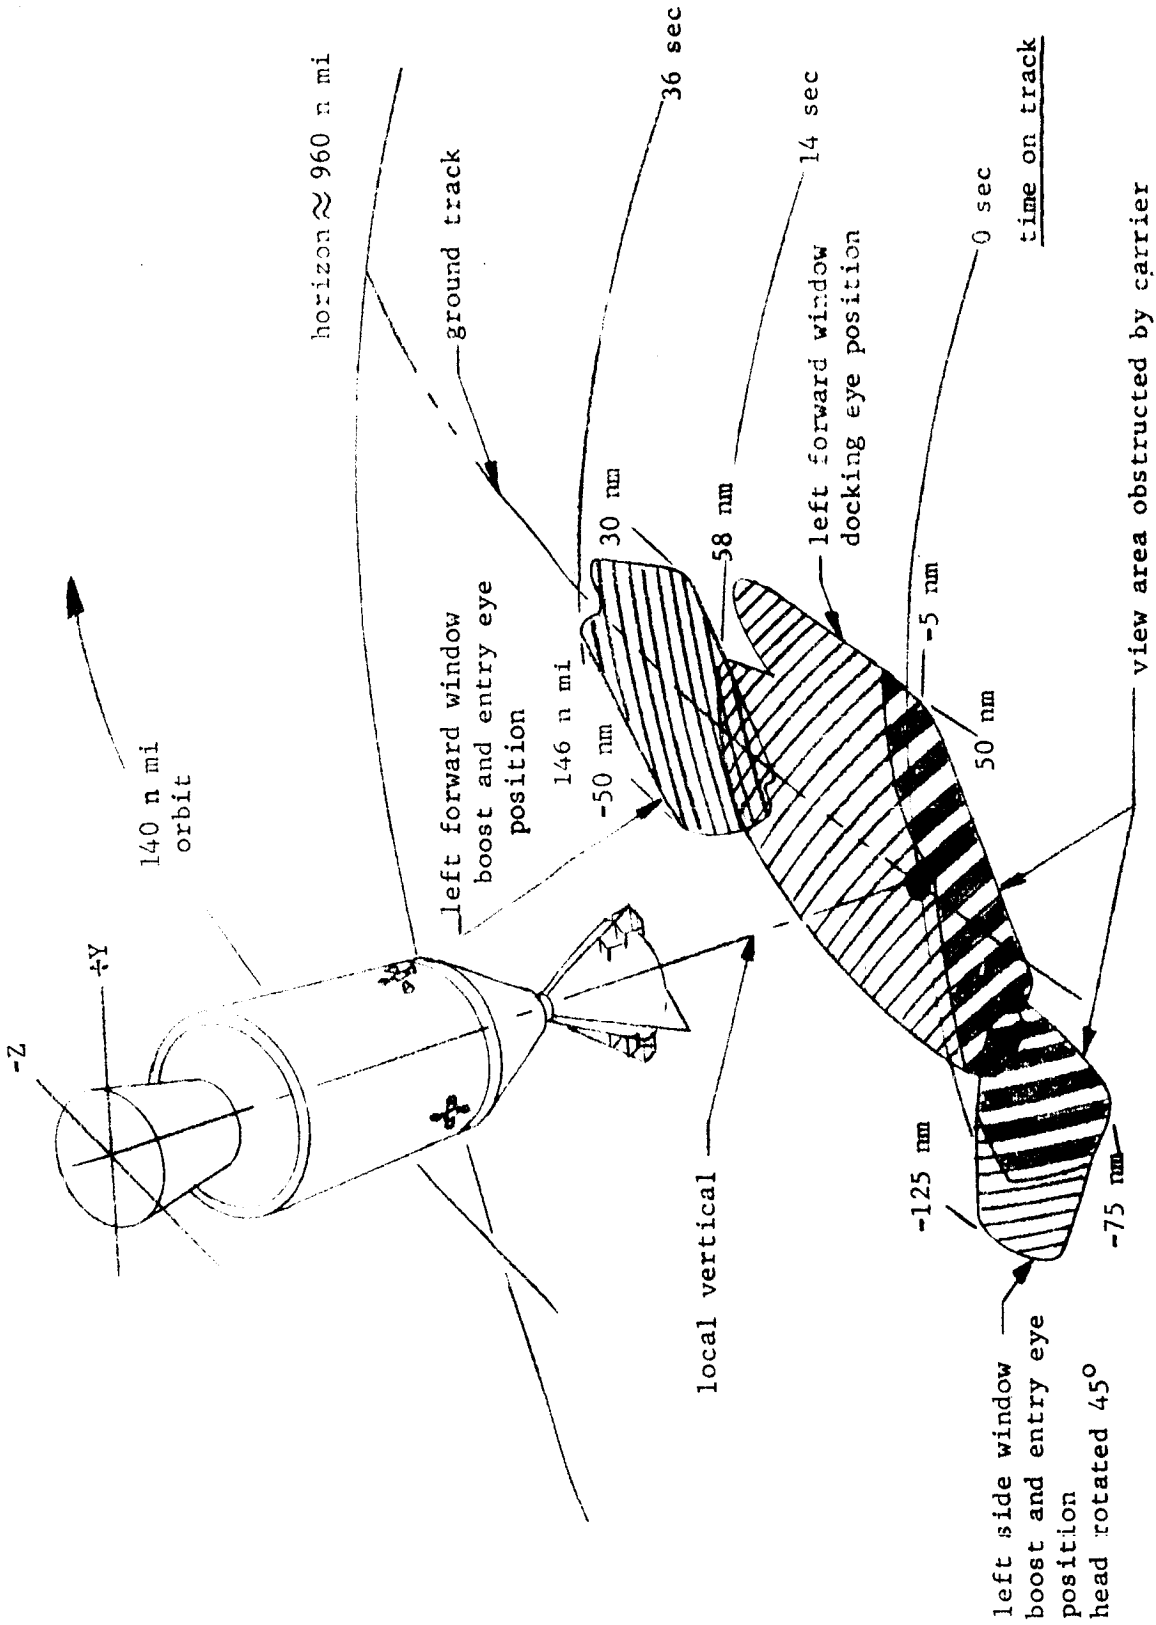 140 n mi
orbit
-Z
+Y
horizon ≈ 960 n mi
ground track
36 sec
14 sec
0 sec
time on track
left forward window
boost and entry eye
position
146 n mi
-50 nm
30 nm
58 nm
left forward window
docking eye position
-5 nm
50 nm
view area obstructed by carrier
local vertical
-125 nm
-75 nm
left side window
boost and entry eye
position
head rotated 45°